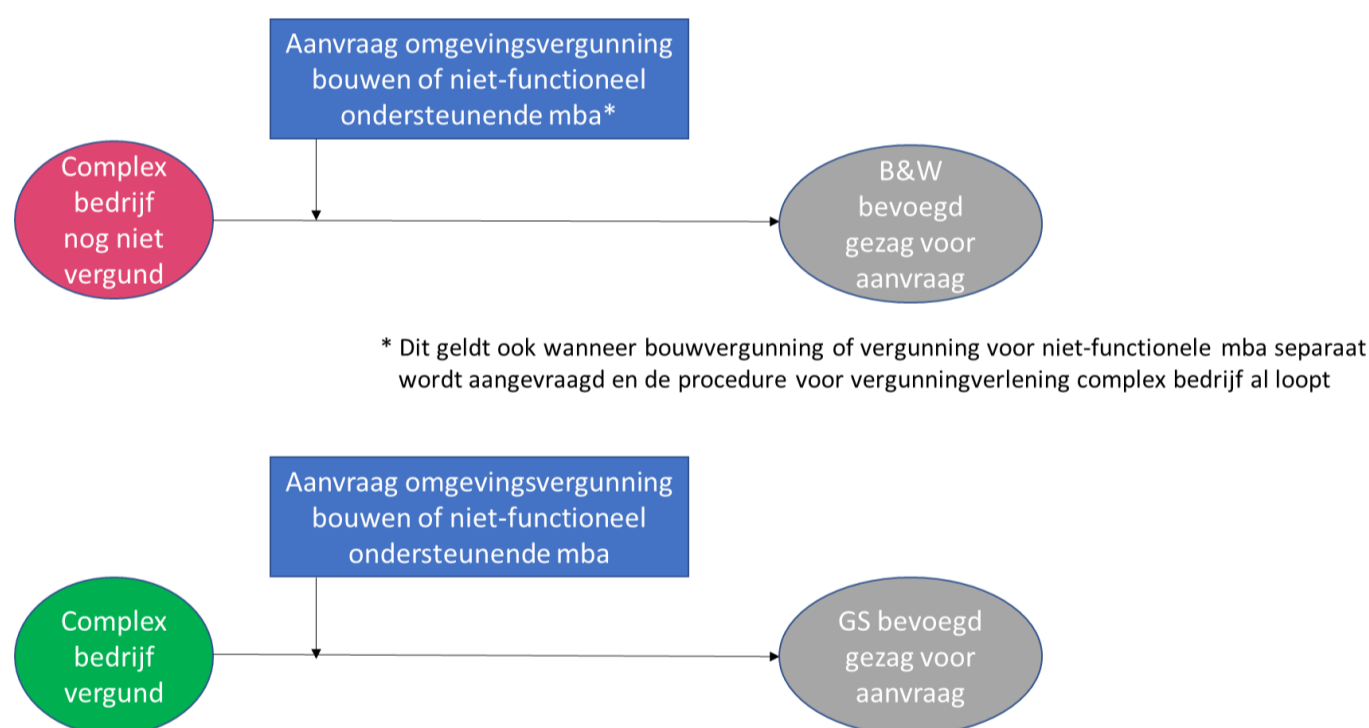 Aanvraag omgevingsvergunning
bouwen of niet-functioneel
ondersteunende mba*
Complex
bedrijf
nog niet
vergund
B&W
bevoegd
gezag voor
aanvraag
* Dit geldt ook wanneer bouwvergunning of vergunning voor niet-functionele mba separaat
wordt aangevraagd en de procedure voor vergunningverlening complex bedrijf al loopt
Aanvraag omgevingsvergunning
bouwen of niet-functioneel
ondersteunende mba
Complex
bedrijf
vergund
GS bevoegd
gezag voor
aanvraag